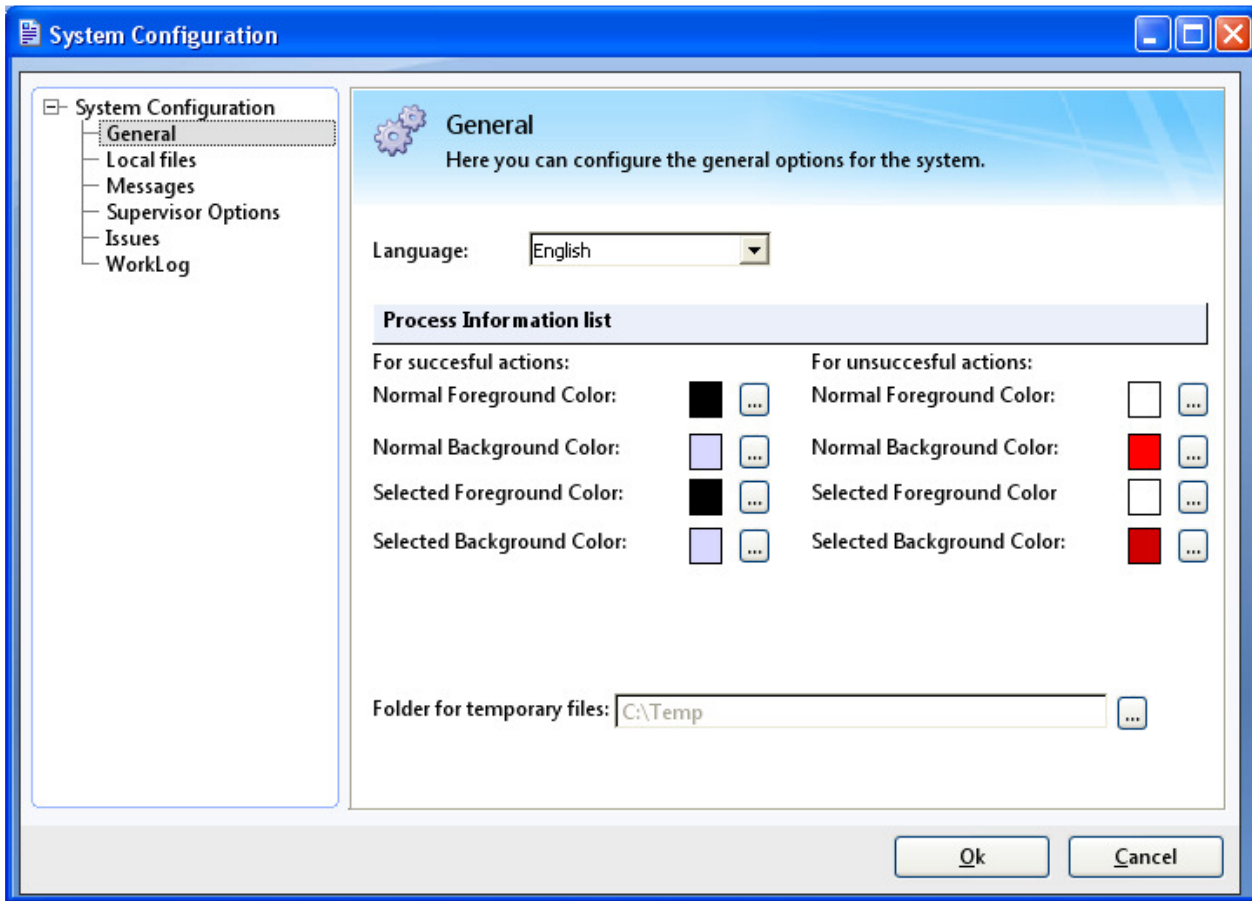 System Configuration
System Configuration
General
Local files
Messages
Supervisor Options
Issues
WorkLog
General
Here you can configure the general options for the system.
Language: English
Process Information list
For succesful actions: For unsuccesful actions:
Normal Foreground Color: ... Normal Foreground Color: ...
Normal Background Color: ... Normal Background Color: ...
Selected Foreground Color: ... Selected Foreground Color ...
Selected Background Color: ... Selected Background Color: ...
Folder for temporary files: C:\Temp ...
Ok Cancel